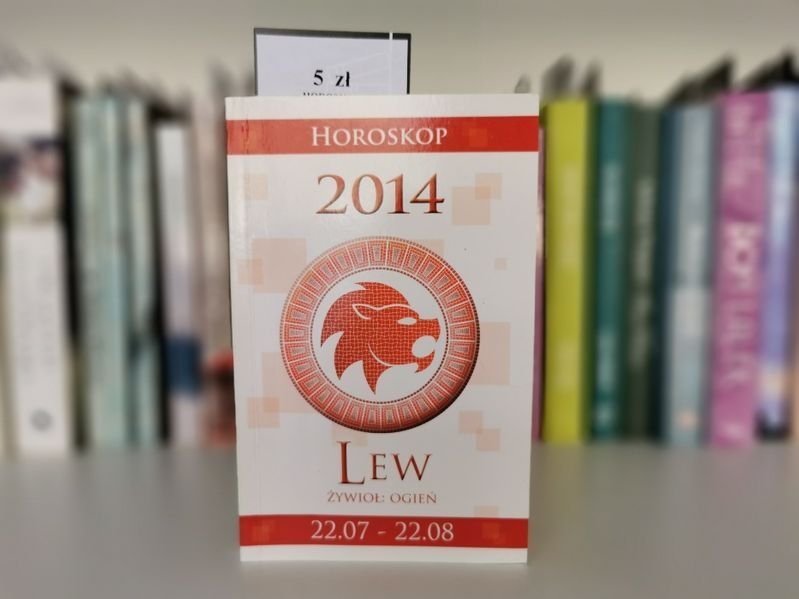 5 zł
HOROSKOP
2014
LEW
ŻYWIOŁ: OGIEŃ
22.07 - 22.08